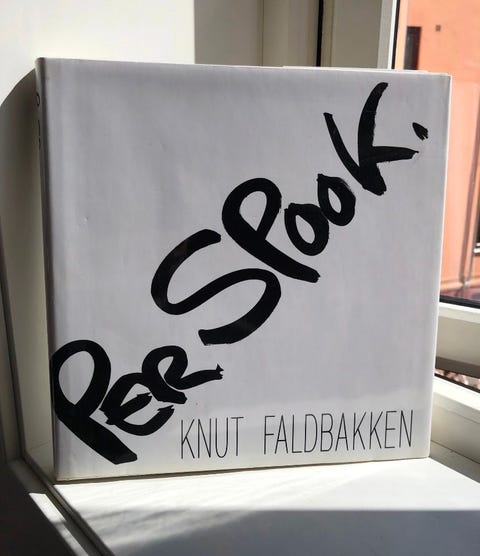 PER SPOOK.
KNUT FALDBAKKEN